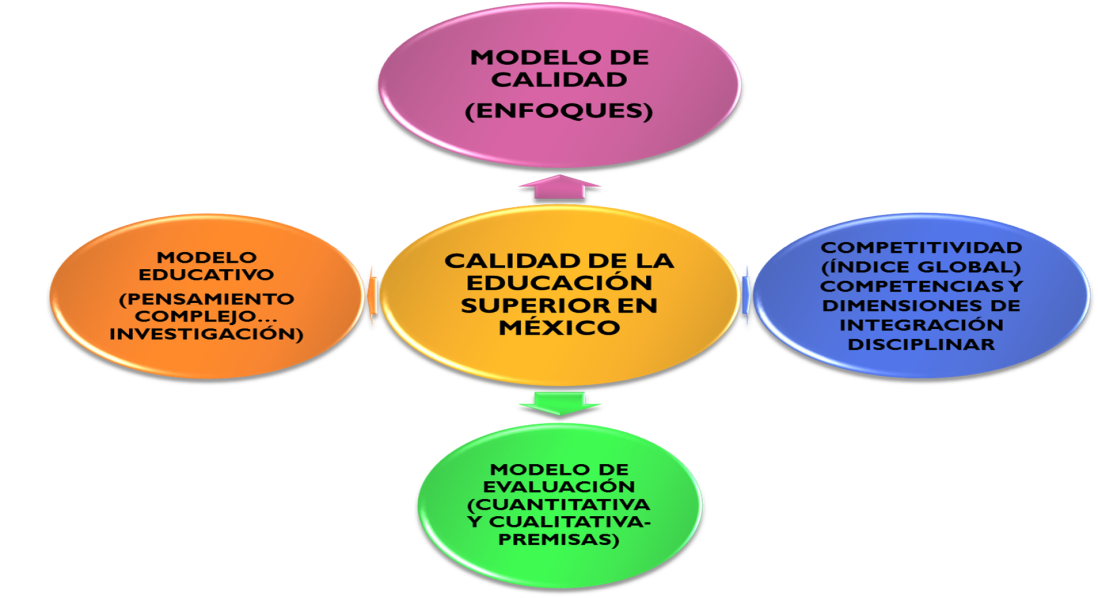 MODELO DE
CALIDAD
(ENFOQUES)
MODELO
EDUCATIVO
(PENSAMIENTO
COMPLEJO...
INVESTIGACIÓN)
CALIDAD DE LA
EDUCACIÓN
SUPERIOR EN
MÉXICO
COMPETITIVIDAD
(ÍNDICE GLOBAL)
COMPETENCIAS Y
DIMENSIONES DE
INTEGRACIÓN
DISCIPLINAR
MODELO DE
EVALUACIÓN
(CUANTITATIVA
Y CUALITATIVA-
PREMISAS)